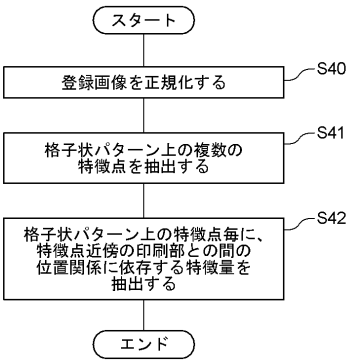 スタート
登録画像を正規化する
S40
格子状パターン上の複数の
特徴点を抽出する
S41
格子状パターン上の特徴点毎に、
特徴点近傍の印刷部との間の
位置関係に依存する特徴量を
抽出する
S42
エンド